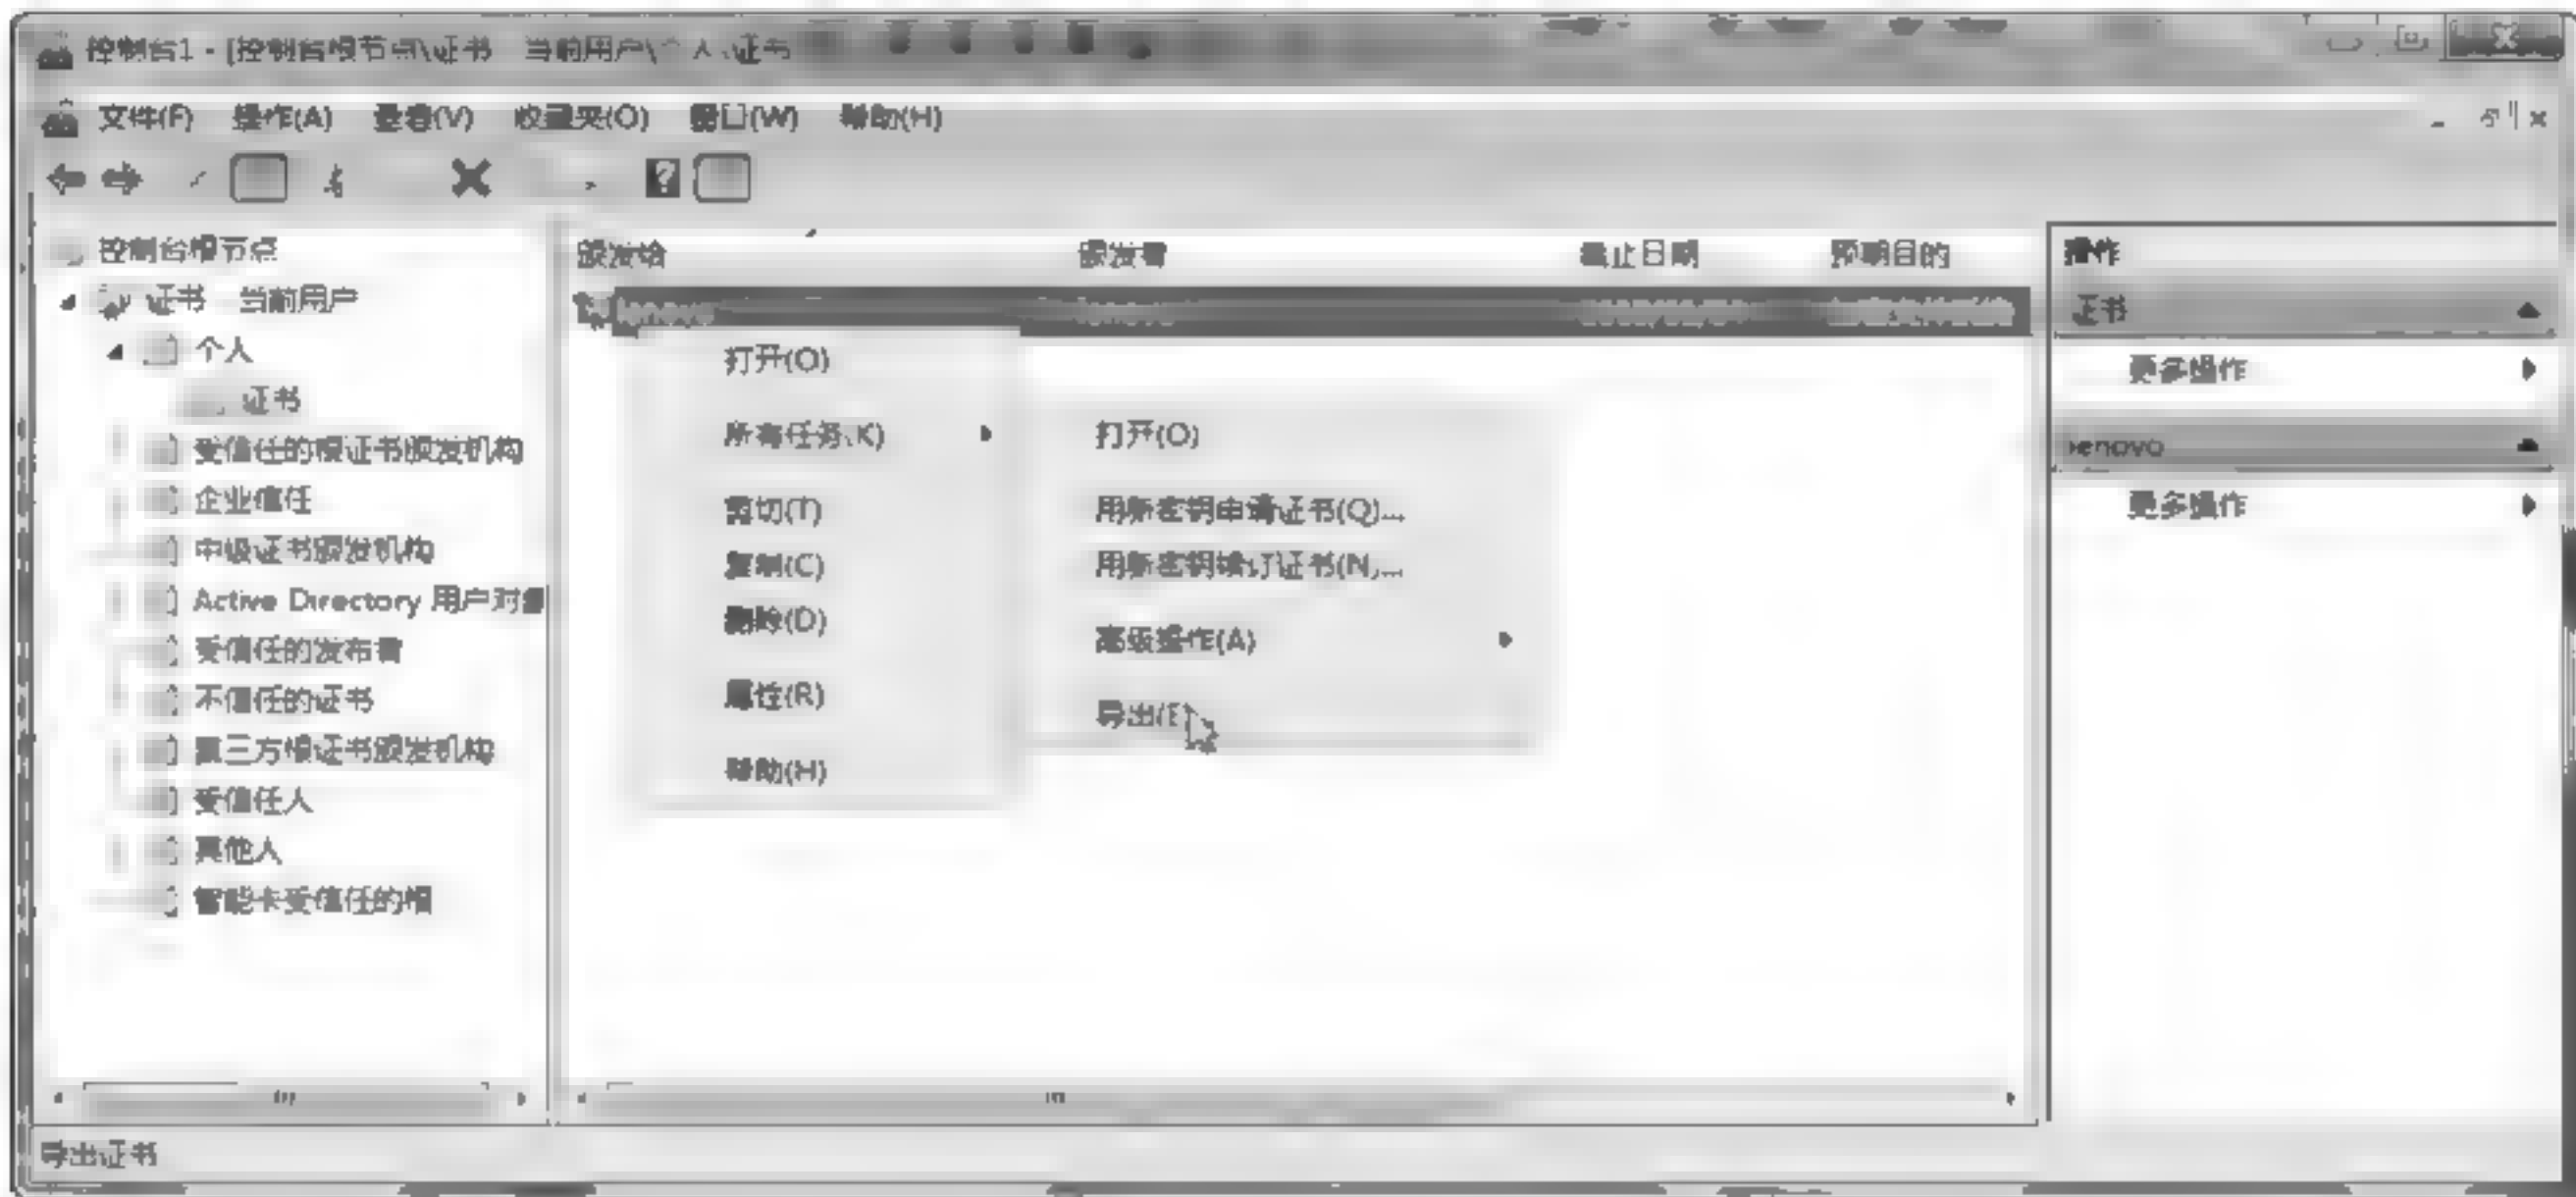 控制台1 - [控制台根节点\证书 - 当前用户\个人\证书
文件(F) 操作(A) 查看(V) 收藏夹(O) 窗口(W) 帮助(H)
控制台根节点
证书 - 当前用户
个人
证书
受信任的根证书颁发机构
企业信任
中级证书颁发机构
Active Directory 用户对象
受信任的发布者
不信任的证书
第三方根证书颁发机构
受信任人
其他人
智能卡受信任的根
颁发给 颁发者 截止日期 预期目的
打开(O)
所有任务(K)
剪切(T)
复制(C)
删除(D)
属性(R)
帮助(H)
打开(O)
用新密钥申请证书(Q)...
用新密钥续订证书(N)...
高级操作(A)
导出(E)
操作
证书
更多操作
lenovo
更多操作
导出证书